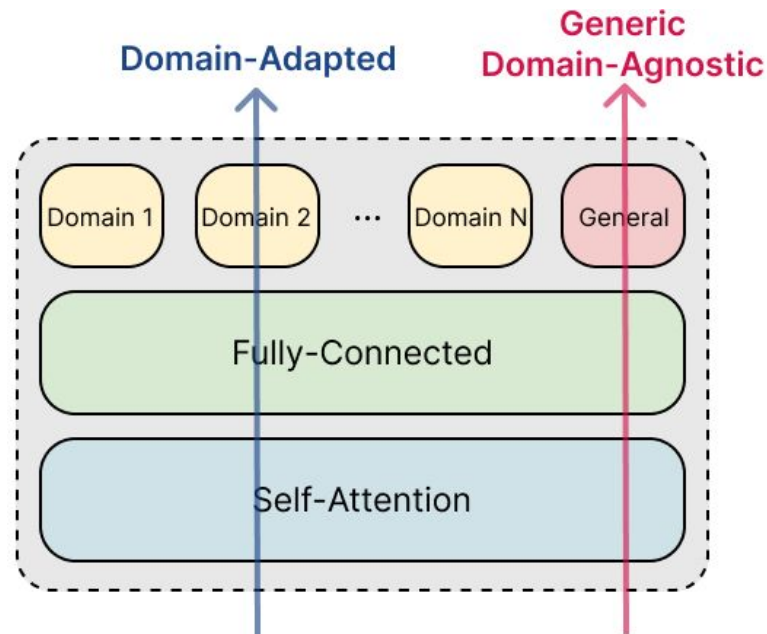 Domain-Adapted
Generic
Domain-Agnostic
Domain 1
Domain 2
...
Domain N
General
Fully-Connected
Self-Attention